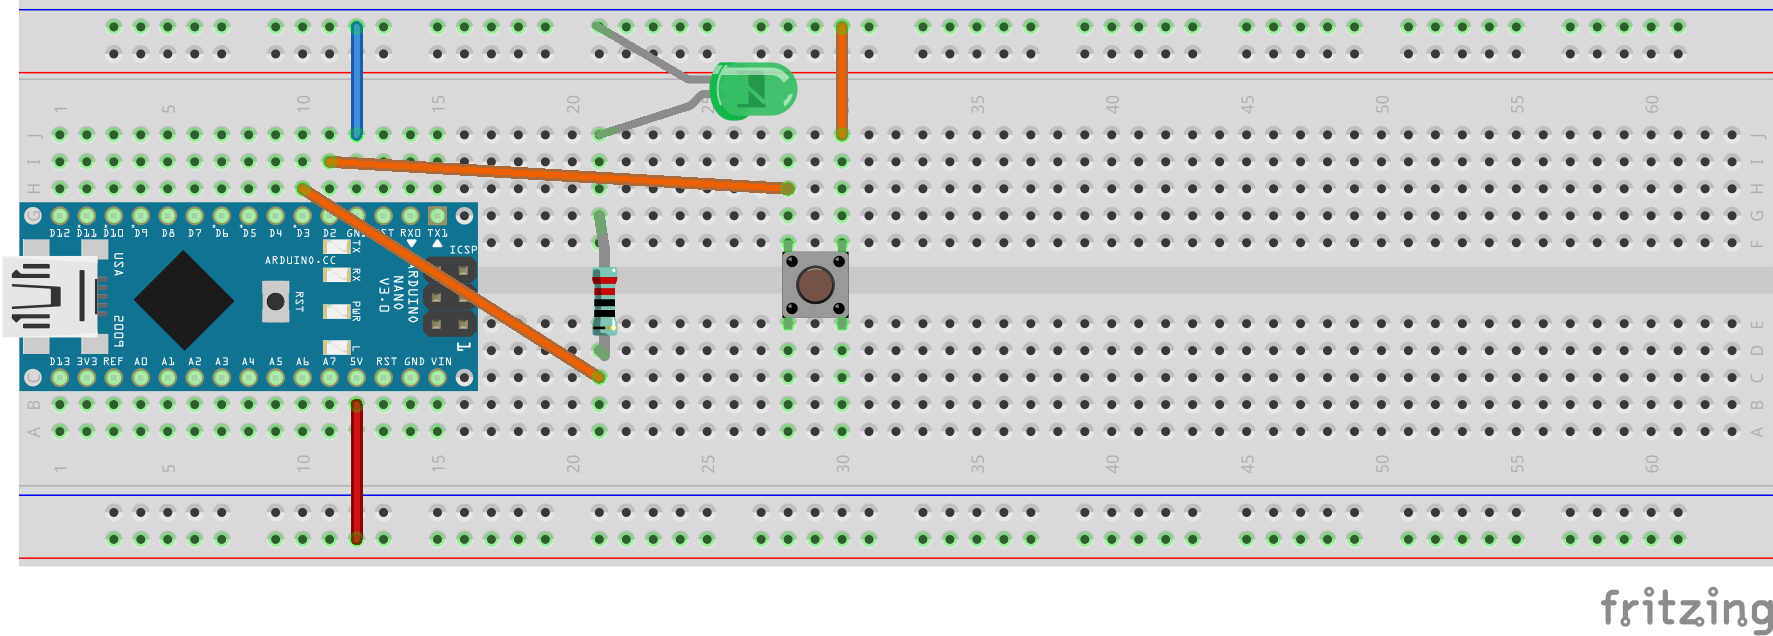 1 5 10 15 20 25 30 35 40 45 50 55 60
J J
I I
H H
G G
D12 D11 D10 D9 D8 D7 D6 D5 D4 D3 D2 GND RST RX0 TX1
F
ICSP
USA
ARDUINO.CC
TX
RX
RST
PWR
L
ARDUINO
NANO
V3.0
2009
1
E
D
D13 3V3 REF A0 A1 A2 A3 A4 A5 A6 A7 5V RST GND VIN
C C
B B
A A
1 5 10 15 20 25 30 35 40 45 50 55 60
fritzing